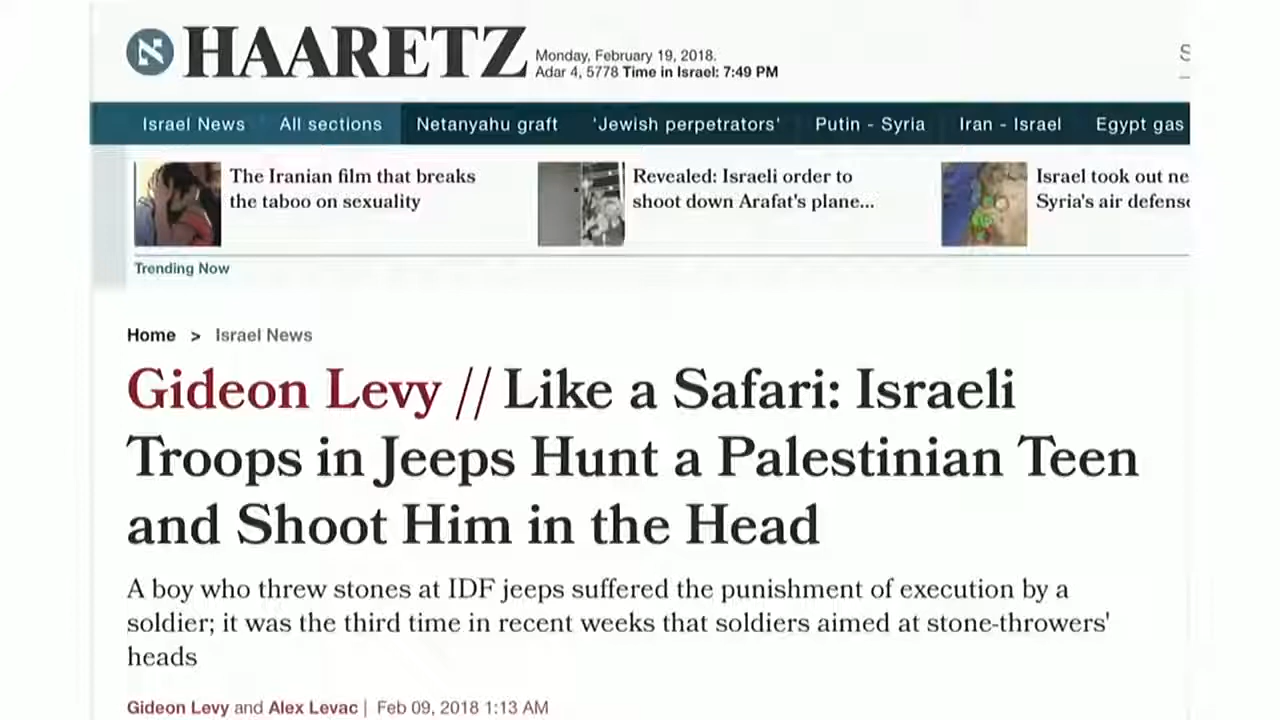 HAARETZ
Monday, February 19, 2018.
Adar 4, 5778 Time in Israel: 7:49 PM
Israel News All sections Netanyahu graft 'Jewish perpetrators' Putin - Syria Iran - Israel Egypt gas
The Iranian film that breaks
the taboo on sexuality
Revealed: Israeli order to
shoot down Arafat's plane...
Israel took out ne
Syria's air defens
Trending Now
Home > Israel News
Gideon Levy // Like a Safari: Israeli
Troops in Jeeps Hunt a Palestinian Teen
and Shoot Him in the Head
A boy who threw stones at IDF jeeps suffered the punishment of execution by a
soldier; it was the third time in recent weeks that soldiers aimed at stone-throwers'
heads
Gideon Levy and Alex Levac | Feb 09, 2018 1:13 AM